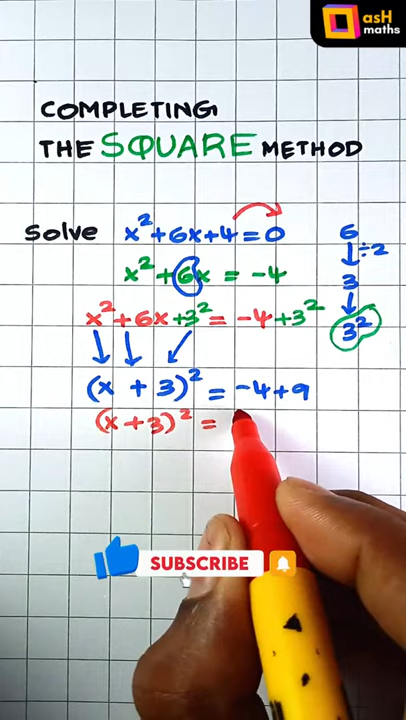 asH
maths
COMPLETING
THE SQUARE METHOD
Solve x² + 6x + 4 = 0
x² + 6x = -4
x² + 6x + 3² = -4 + 3²
(x + 3)² = -4 + 9
(x + 3)² =
6
÷2
3
3²
SUBSCRIBE